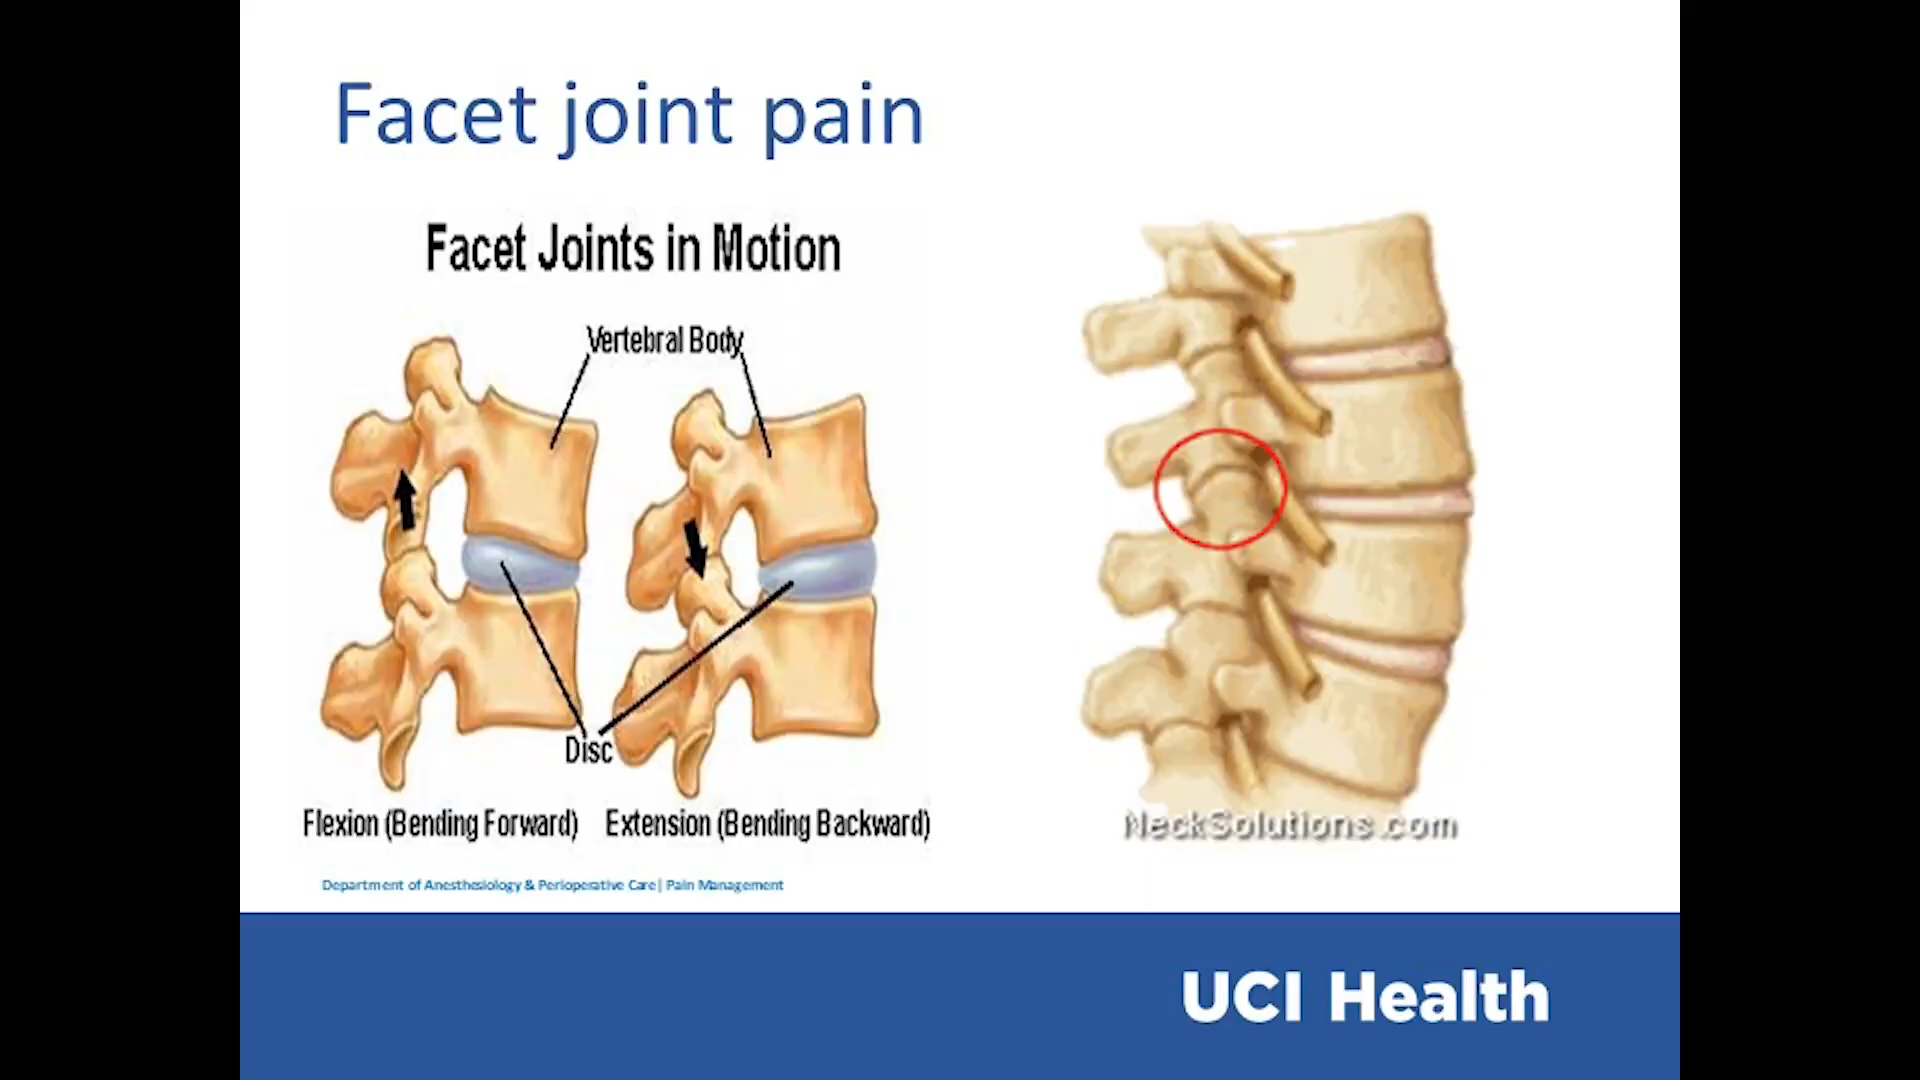 Facet joint pain
Facet Joints in Motion
Vertebral Body
Disc
Flexion (Bending Forward)
Extension (Bending Backward)
NeckSolutions.com
Department of Anesthesiology & Perioperative Care| Pain Management
UCI Health